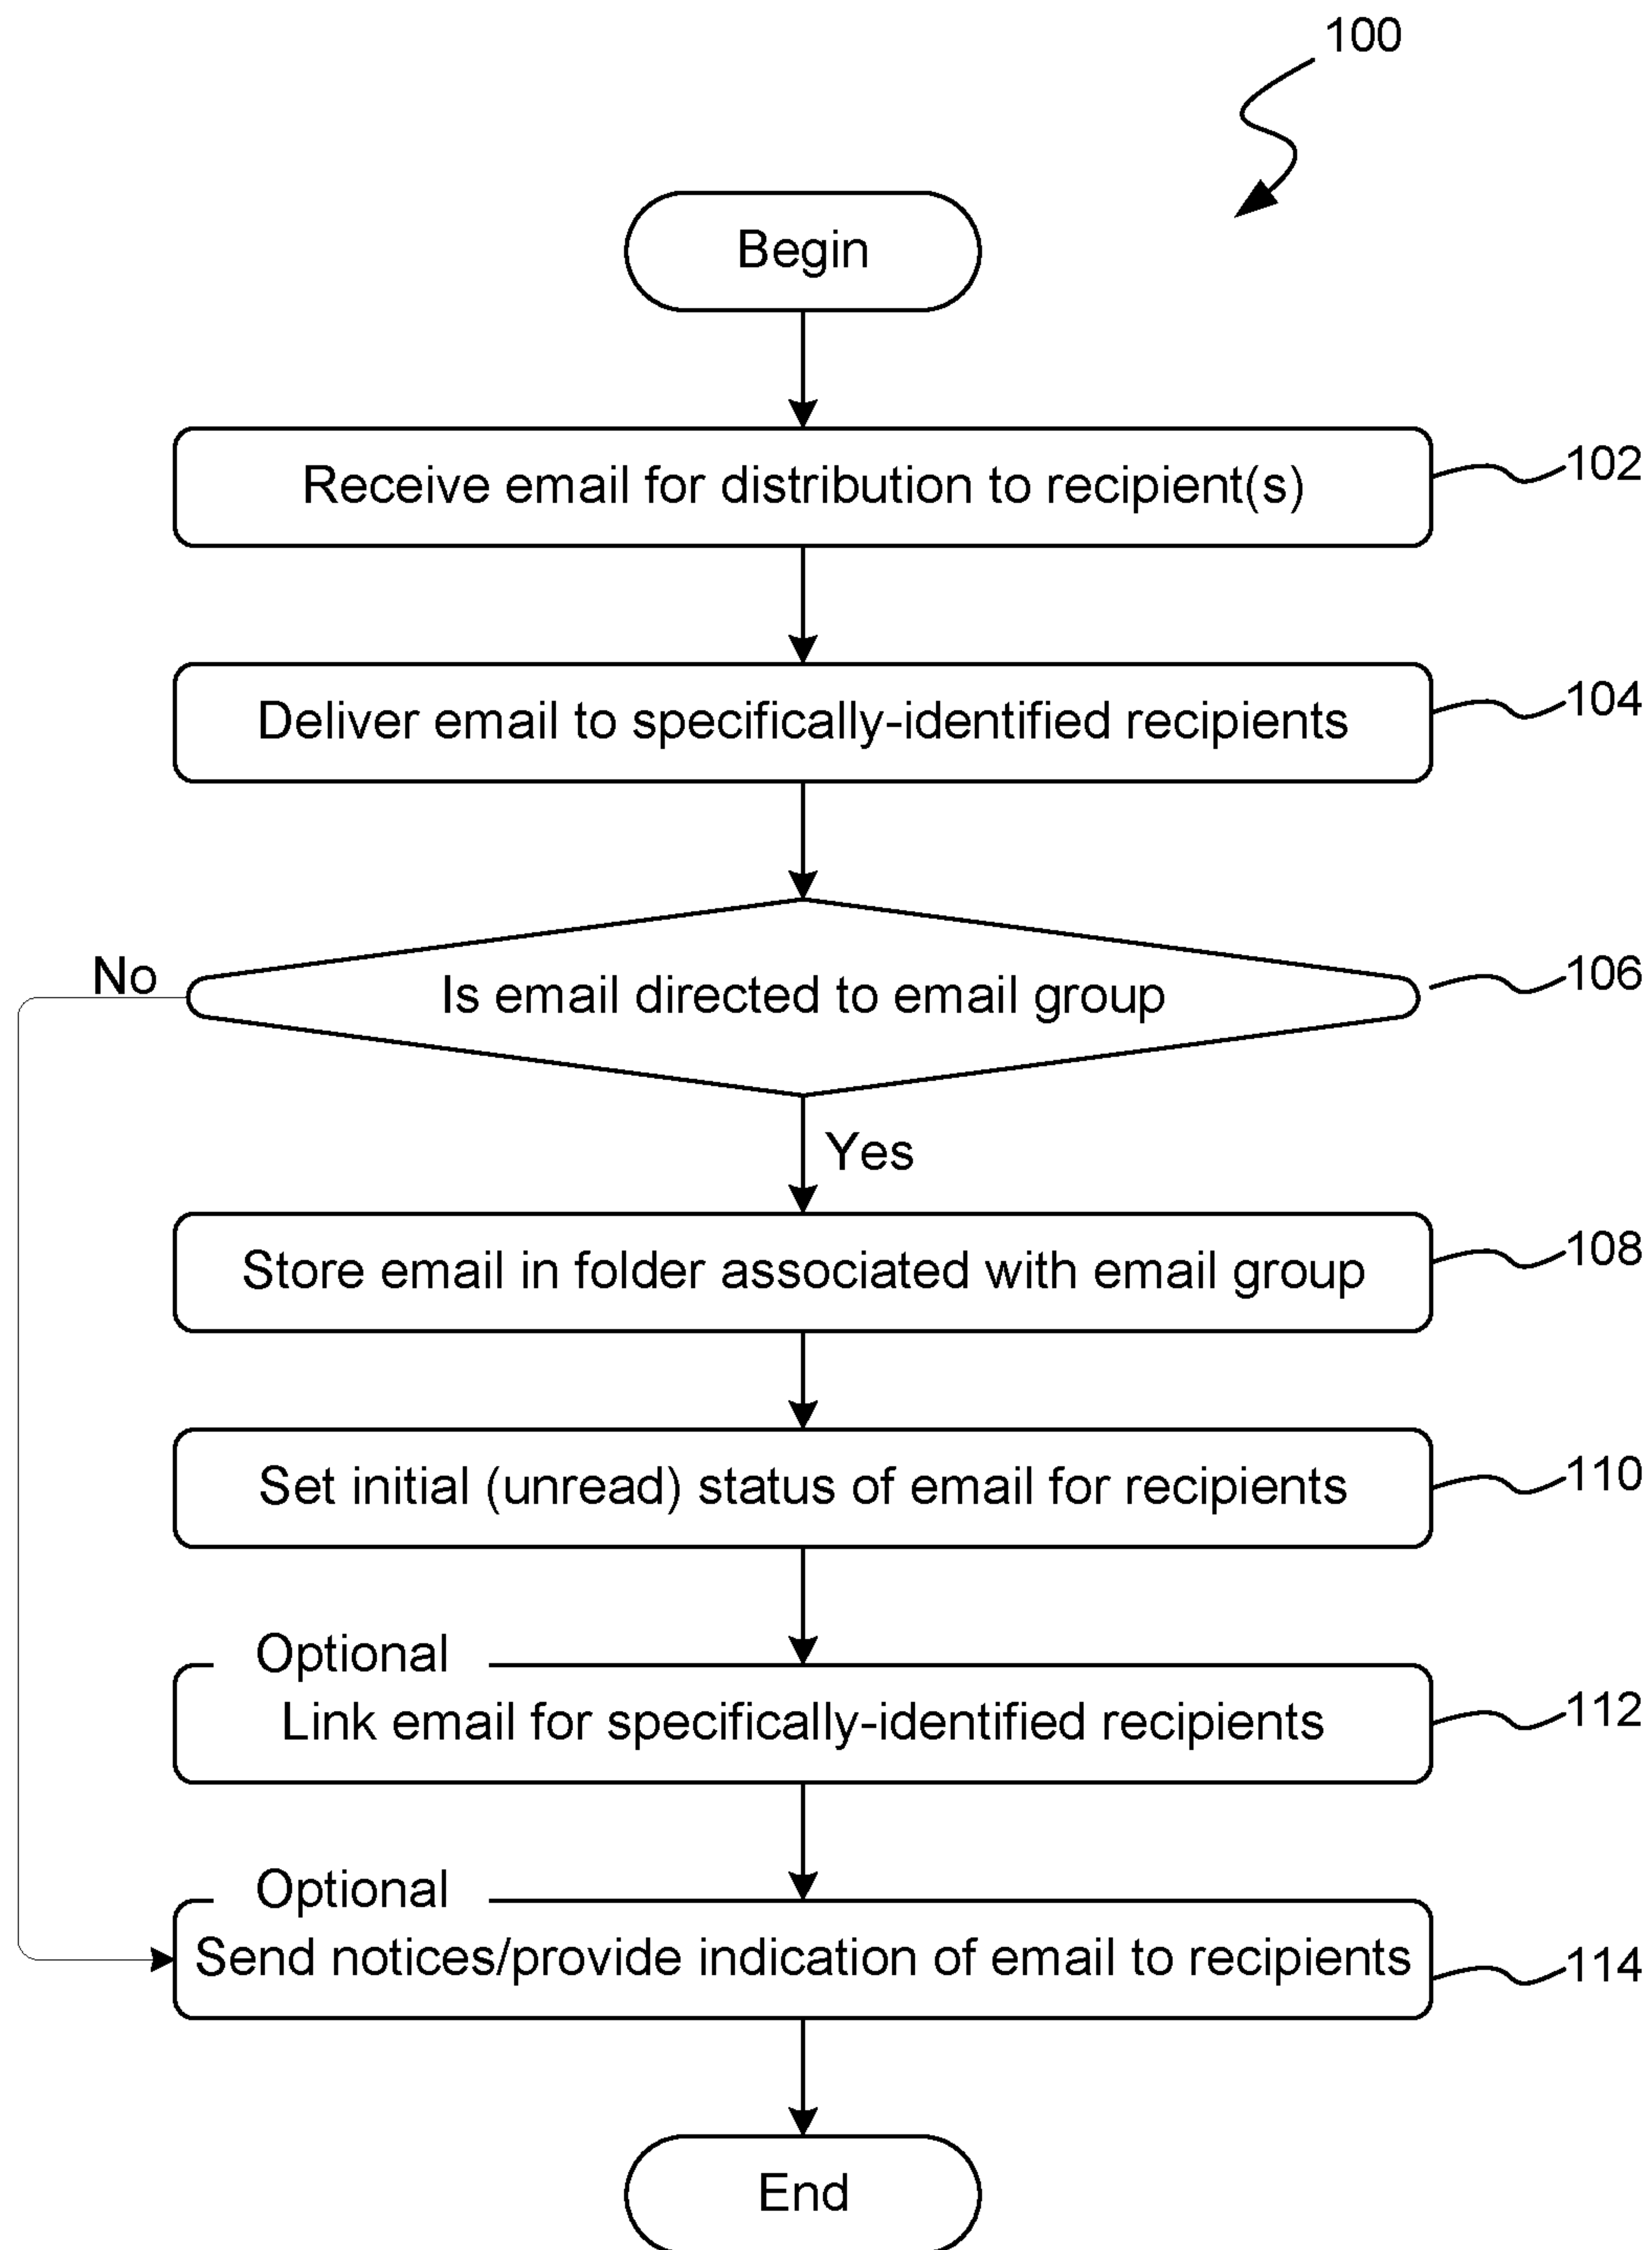 100
Begin
Receive email for distribution to recipient(s)
102
Deliver email to specifically-identified recipients
104
No
Is email directed to email group
106
Yes
Store email in folder associated with email group
108
Set initial (unread) status of email for recipients
110
Optional
Link email for specifically-identified recipients
112
Optional
Send notices/provide indication of email to recipients
114
End